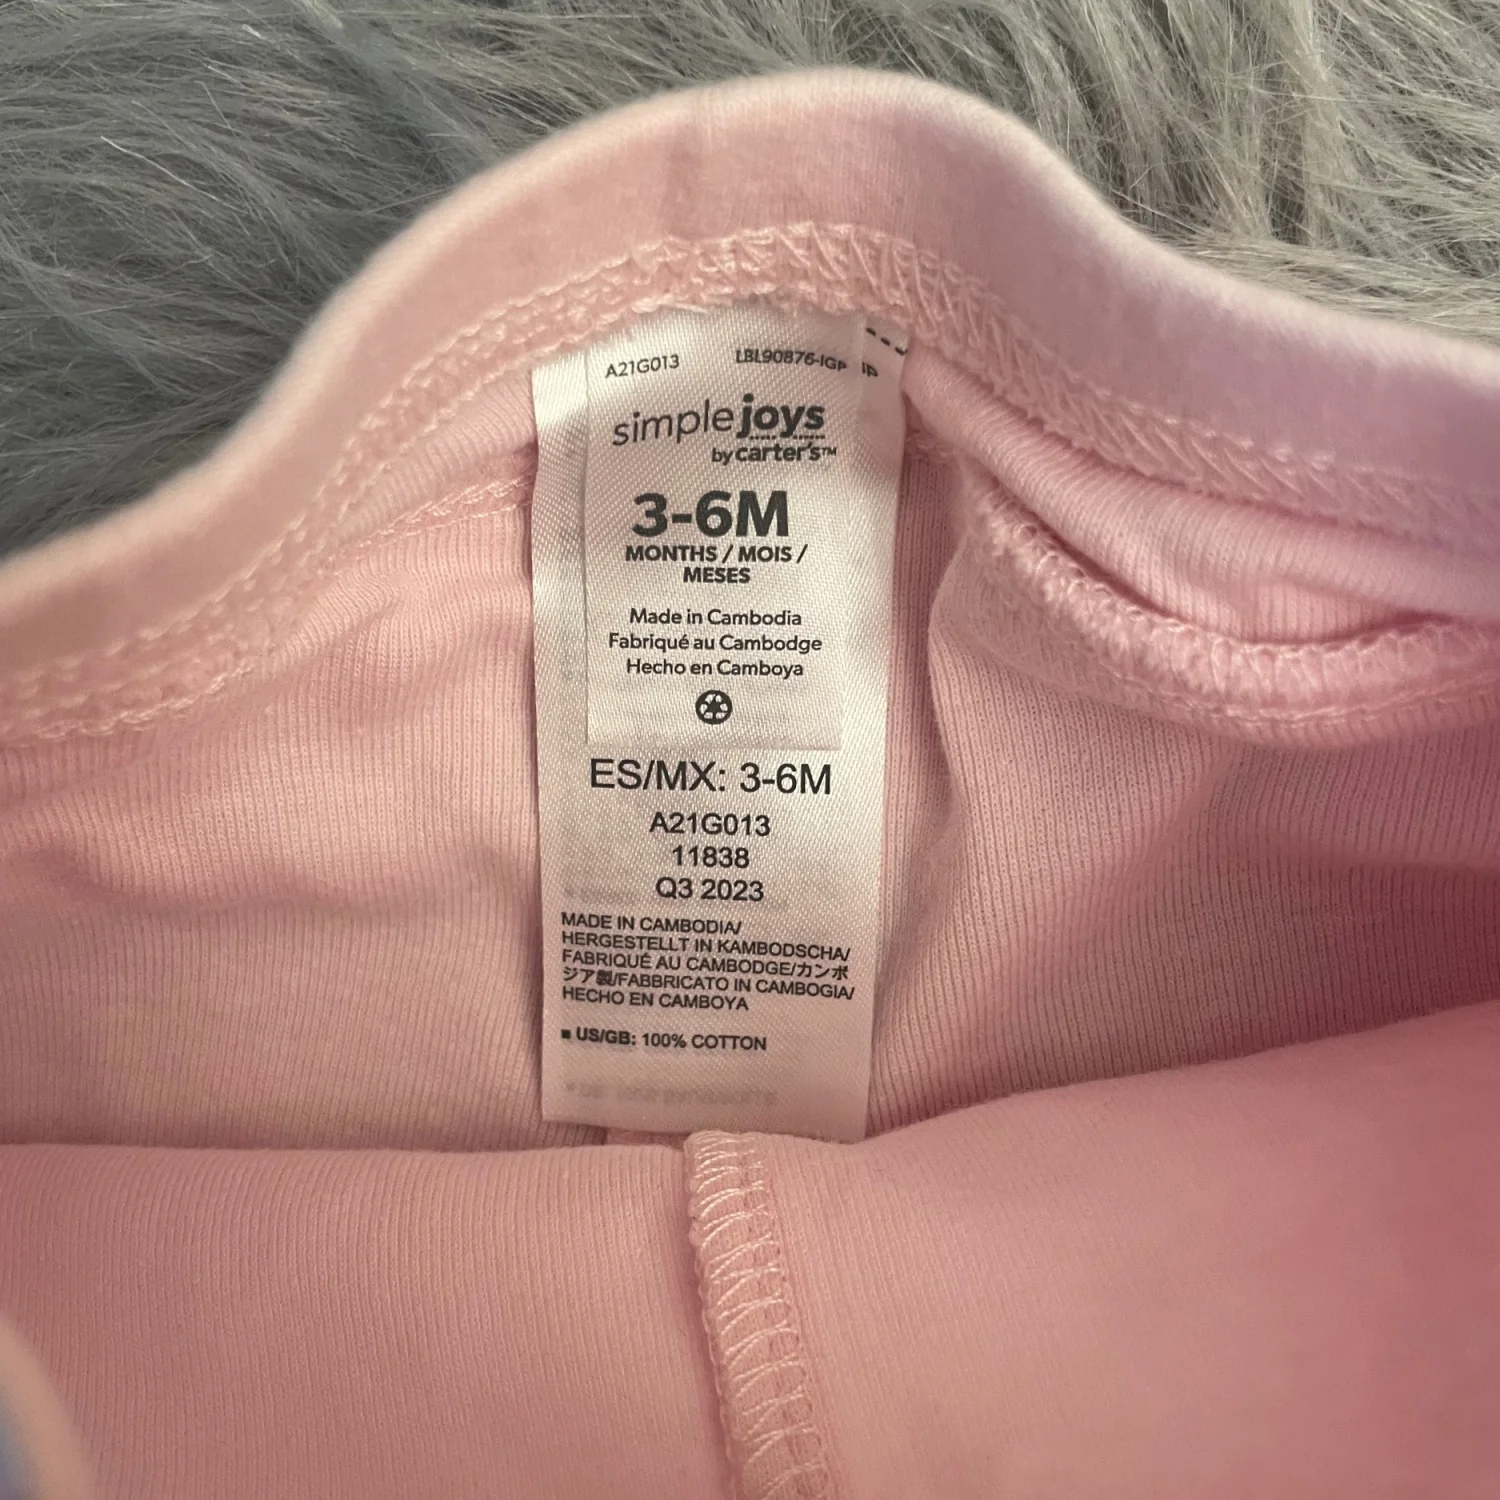 A21G013 LBL90876-IGP
simple joys
by carter's™
3-6M
MONTHS / MOIS /
MESES
Made in Cambodia
Fabriqué au Cambodge
Hecho en Camboya
ES/MX: 3-6M
A21G013
11838
Q3 2023
MADE IN CAMBODIA/
HERGESTELLT IN KAMBODSCHA/
FABRIQUÉ AU CAMBODGE/カンボ
ジア製/FABBRICATO IN CAMBOGIA/
HECHO EN CAMBOYA
■ US/GB: 100% COTTON